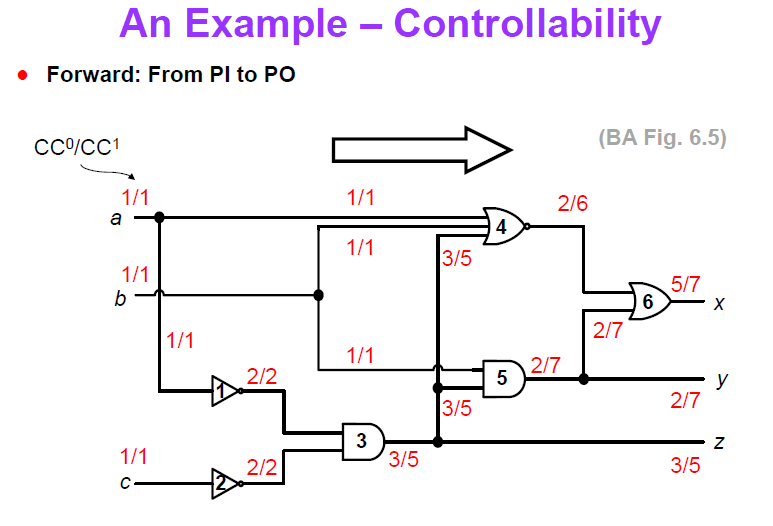 An Example – Controllability
• Forward: From PI to PO
(BA Fig. 6.5)
CC⁰/CC¹
1/1
1/1
2/6
a
4
1/1
3/5
1/1
5/7
b
6
x
1/1
2/7
1/1
2/7
2/2
5
y
1
2/7
3/5
3
z
1/1
2/2
3/5
3/5
c
2